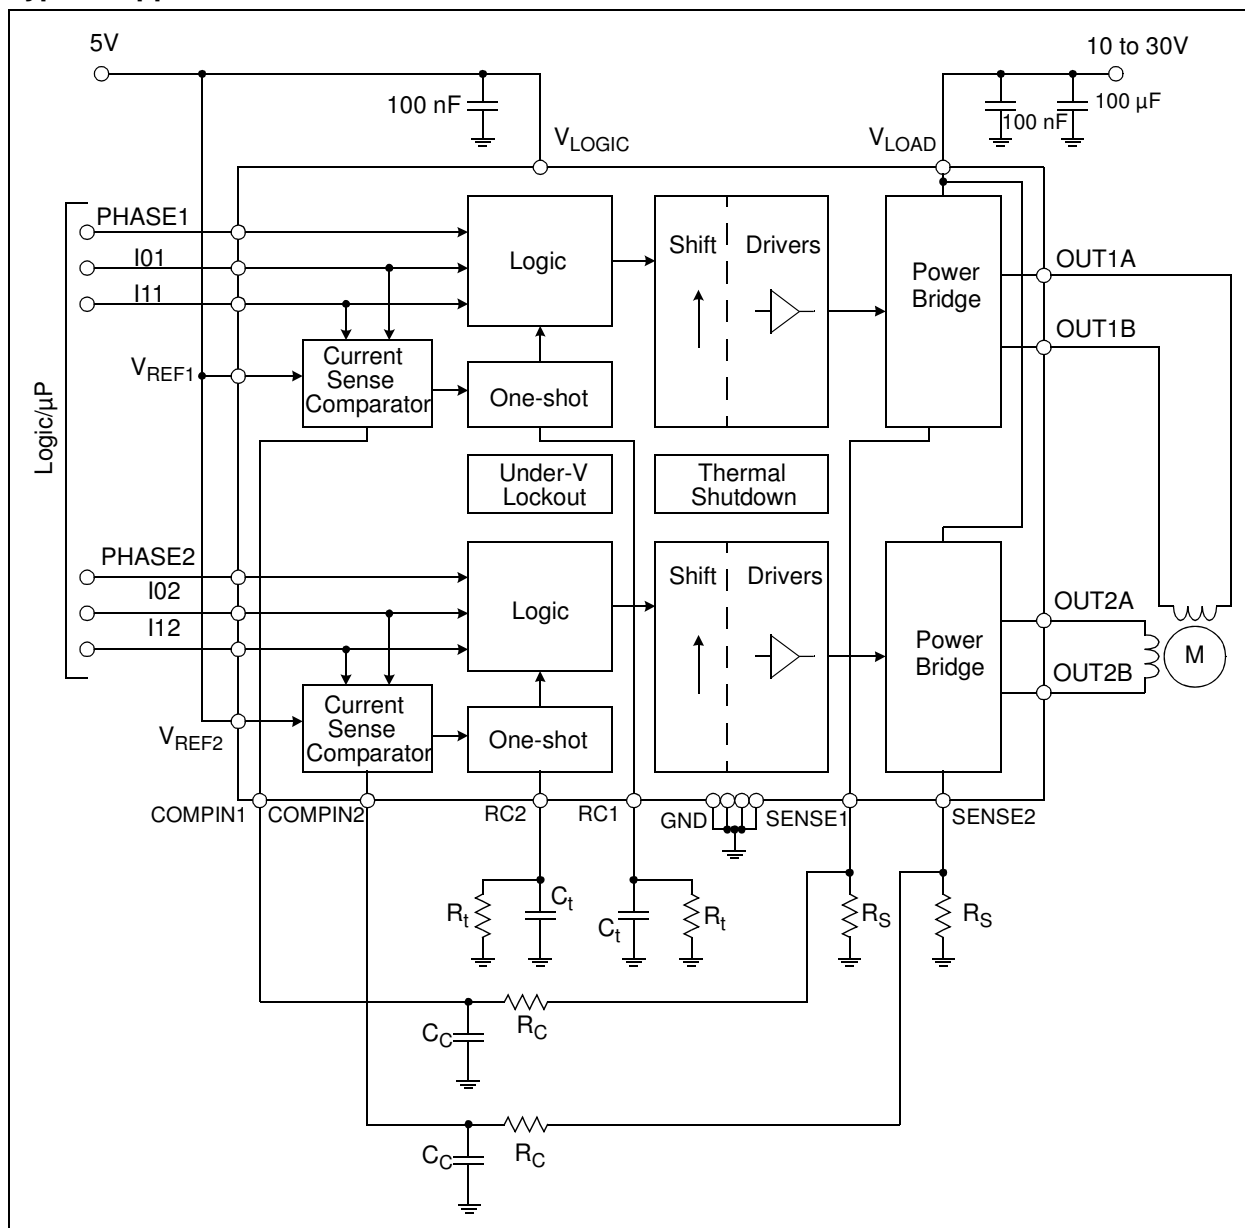 5V
10 to 30V
100 nF
100 nF
100 µF
VLOGIC
VLOAD
PHASE1
I01
I11
Logic
Shift
Drivers
Power
Bridge
OUT1A
OUT1B
VREF1
Current
Sense
Comparator
One-shot
Logic/µP
Under-V
Lockout
Thermal
Shutdown
PHASE2
I02
I12
Logic
Shift
Drivers
Power
Bridge
OUT2A
OUT2B
M
VREF2
Current
Sense
Comparator
One-shot
COMPIN1
COMPIN2
RC2
RC1
GND
SENSE1
SENSE2
Rt
Ct
Ct
Rt
RS
RS
CC
RC
CC
RC